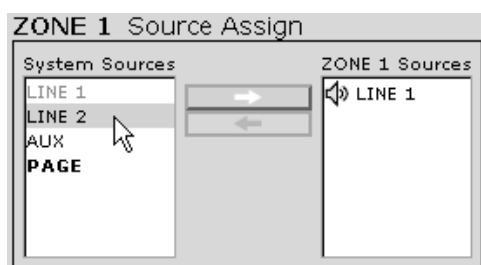 ZONE 1 Source Assign
System Sources
ZONE 1 Sources
LINE 1
LINE 2
AUX
PAGE
LINE 1